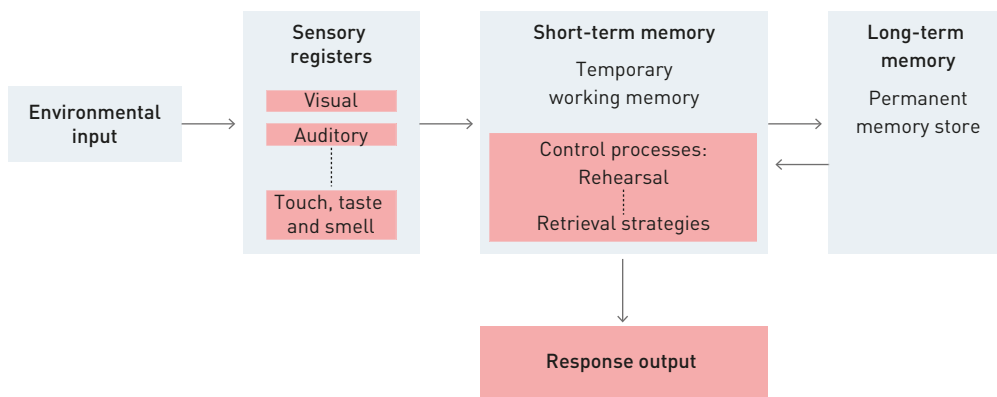 Environmental
input
Sensory
registers
Visual
Auditory
Touch, taste
and smell
Short-term memory
Temporary
working memory
Control processes:
Rehearsal
Retrieval strategies
Long-term
memory
Permanent
memory store
Response output